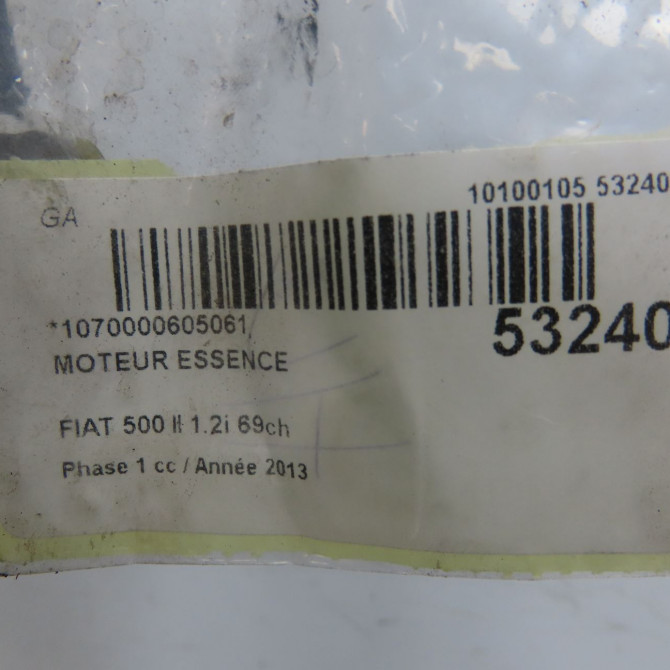 GA
10100105 53240
*1070000605061
53240
MOTEUR ESSENCE
FIAT 500 II 1.2i 69ch
Phase 1 cc / Année 2013